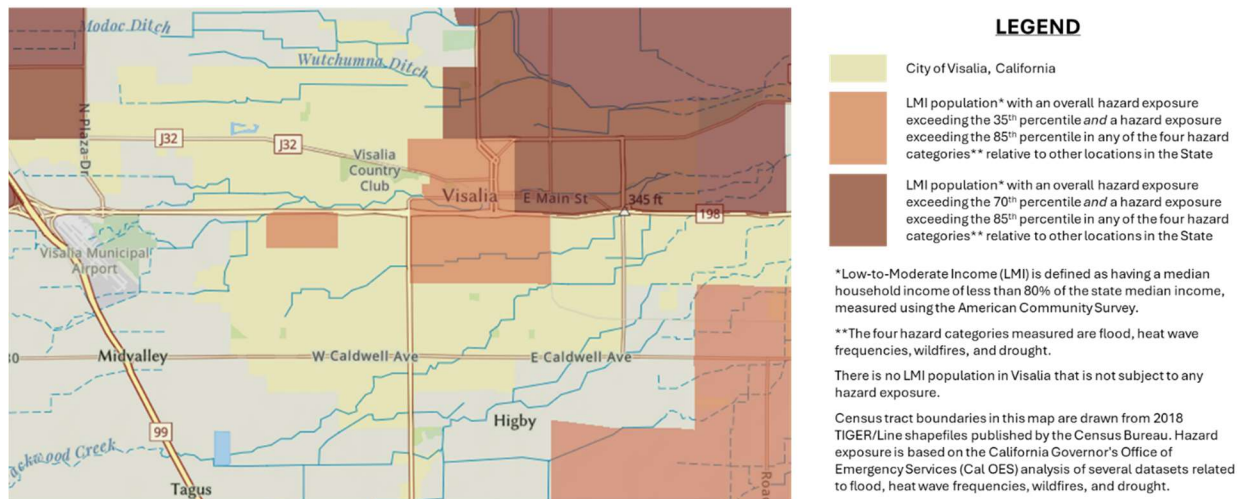 Modoc Ditch
Wutchumna Ditch
N Plaza Dr
J32
J32
Visalia
Country
Club
Visalia
E Main St
345 ft
198
Visalia Municipal
Airport
Midvalley
W Caldwell Ave
E Caldwell Ave
99
Higby
Creek
Tagus
LEGEND
City of Visalia, California
LMI population* with an overall hazard exposure
exceeding the 35th percentile and a hazard exposure
exceeding the 85th percentile in any of the four hazard
categories** relative to other locations in the State
LMI population* with an overall hazard exposure
exceeding the 70th percentile and a hazard exposure
exceeding the 85th percentile in any of the four hazard
categories** relative to other locations in the State
*Low-to-Moderate Income (LMI) is defined as having a median
household income of less than 80% of the state median income,
measured using the American Community Survey.
**The four hazard categories measured are flood, heat wave
frequencies, wildfires, and drought.
There is no LMI population in Visalia that is not subject to any
hazard exposure.
Census tract boundaries in this map are drawn from 2018
TIGER/Line shapefiles published by the Census Bureau. Hazard
exposure is based on the California Governor's Office of
Emergency Services (Cal OES) analysis of several datasets related
to flood, heat wave frequencies, wildfires, and drought.